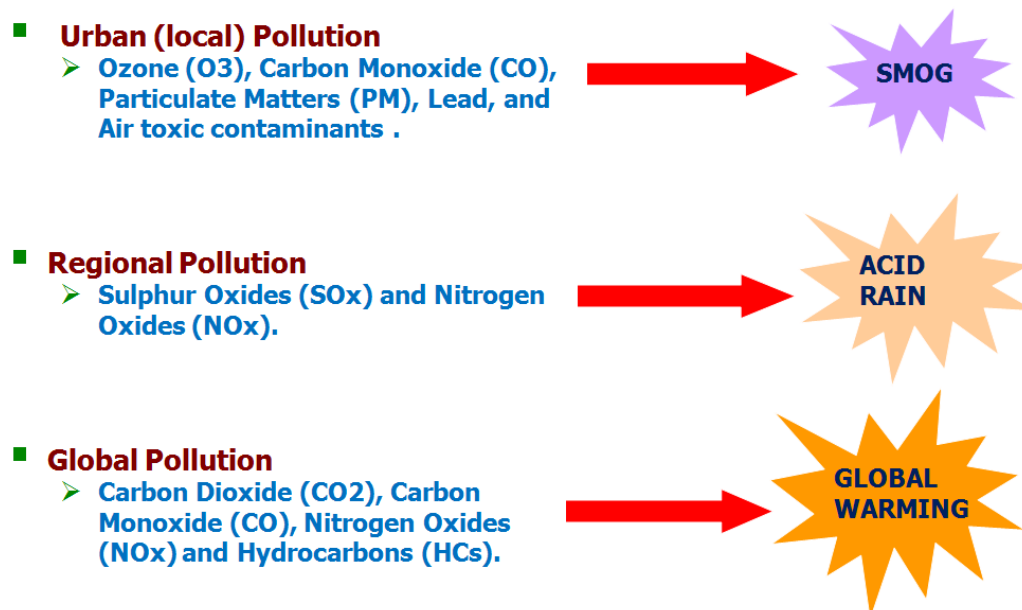 Urban (local) Pollution
Ozone (O3), Carbon Monoxide (CO),
Particulate Matters (PM), Lead, and
Air toxic contaminants .
SMOG
Regional Pollution
Sulphur Oxides (SOx) and Nitrogen
Oxides (NOx).
ACID
RAIN
Global Pollution
Carbon Dioxide (CO2), Carbon
Monoxide (CO), Nitrogen Oxides
(NOx) and Hydrocarbons (HCs).
GLOBAL
WARMING